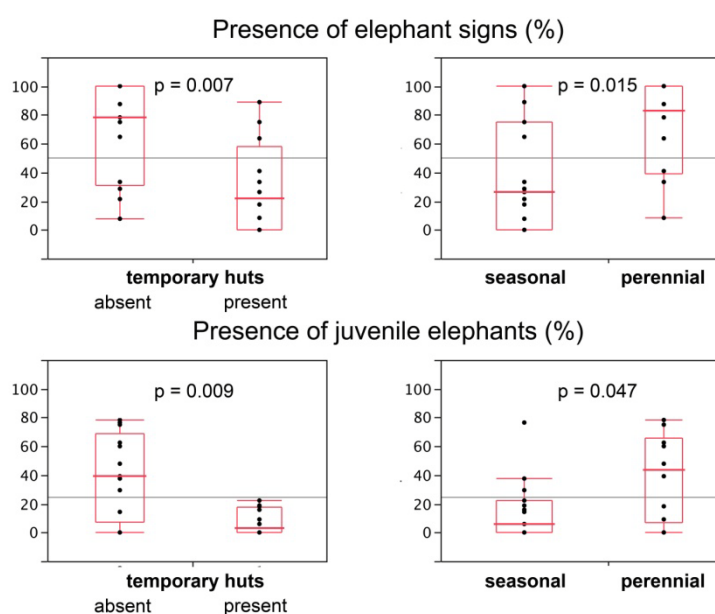 Presence of elephant signs (%)
100
80
60
40
20
0
p = 0.007
temporary huts
absent present
100
80
60
40
20
0
p = 0.015
seasonal perennial
Presence of juvenile elephants (%)
100
80
60
40
20
0
p = 0.009
temporary huts
absent present
100
80
60
40
20
0
p = 0.047
seasonal perennial